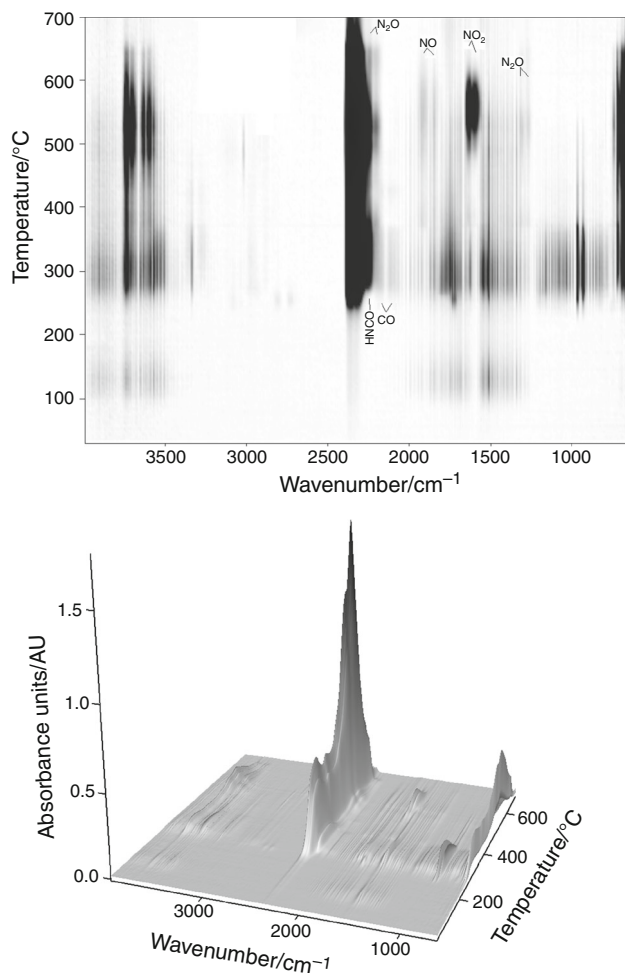 700
600
500
400
300
200
100
Temperature/°C
N₂O
NO
NO₂
N₂O
HNCO
CO
3500
3000
2500
2000
1500
1000
Wavenumber/cm⁻¹
Absorbance units/AU
1.5
1.0
0.5
0.0
3000
2000
1000
Wavenumber/cm⁻¹
200
400
600
Temperature/°C